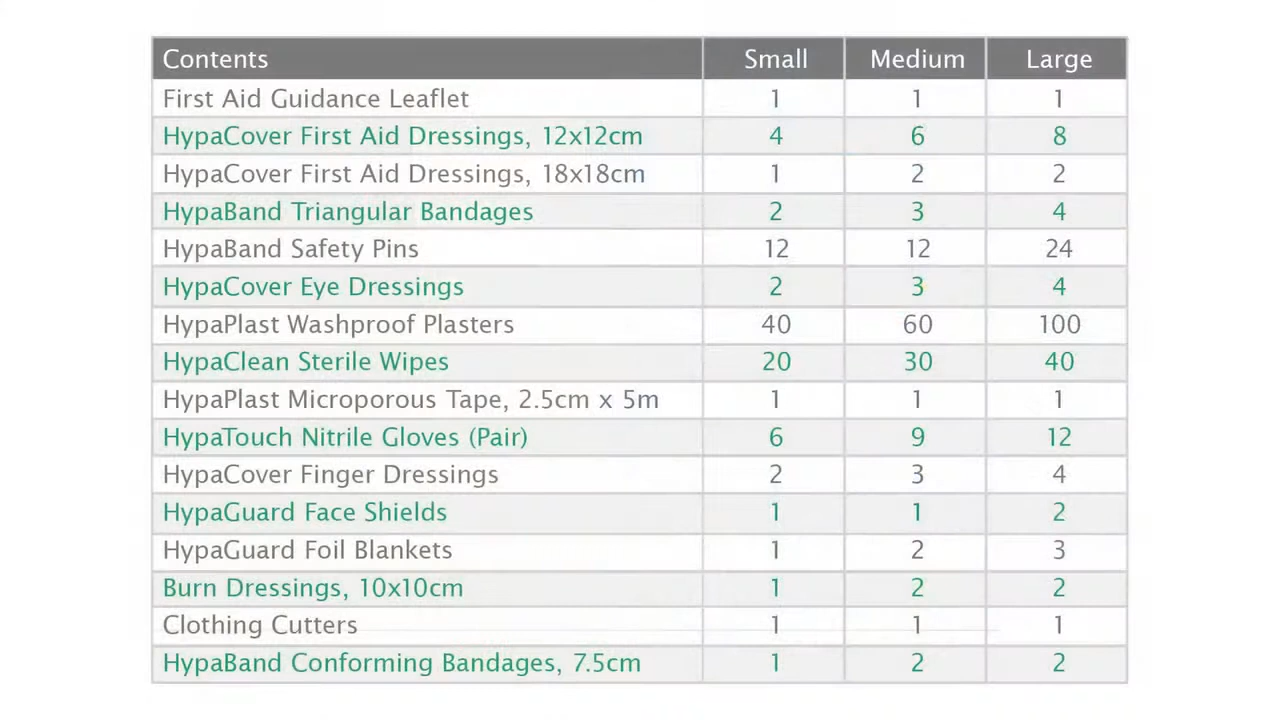 Contents Small Medium Large
First Aid Guidance Leaflet 1 1 1
HypaCover First Aid Dressings, 12x12cm 4 6 8
HypaCover First Aid Dressings, 18x18cm 1 2 2
HypaBand Triangular Bandages 2 3 4
HypaBand Safety Pins 12 12 24
HypaCover Eye Dressings 2 3 4
HypaPlast Washproof Plasters 40 60 100
HypaClean Sterile Wipes 20 30 40
HypaPlast Microporous Tape, 2.5cm x 5m 1 1 1
HypaTouch Nitrile Gloves (Pair) 6 9 12
HypaCover Finger Dressings 2 3 4
HypaGuard Face Shields 1 1 2
HypaGuard Foil Blankets 1 2 3
Burn Dressings, 10x10cm 1 2 2
Clothing Cutters 1 1 1
HypaBand Conforming Bandages, 7.5cm 1 2 2